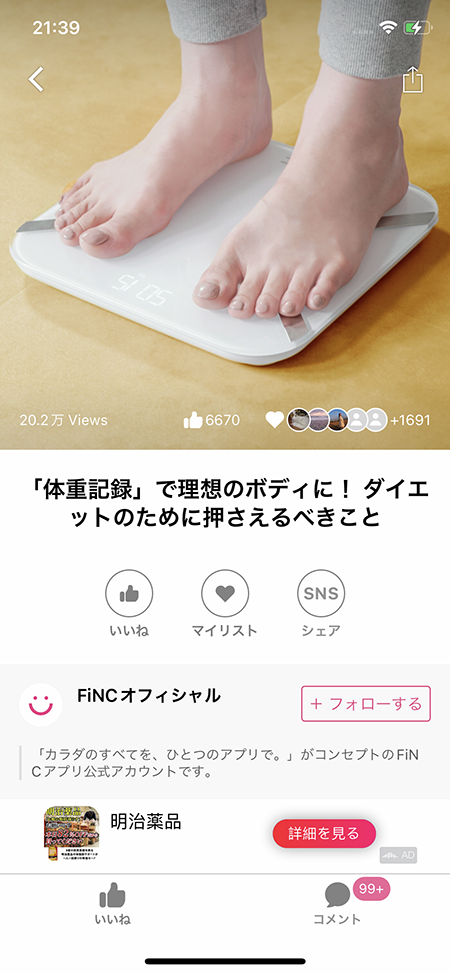 21:39
20.2万 Views
6670
+1691
「体重記録」で理想のボディに！ ダイエ
ットのために押さえるべきこと
いいね
マイリスト
SNS
シェア
FiNCオフィシャル
+ フォローする
「カラダのすべてを、ひとつのアプリで。」がコンセプトのFiN
Cアプリ公式アカウントです。
明治薬品
詳細を見る
AD
いいね
99+
コメント